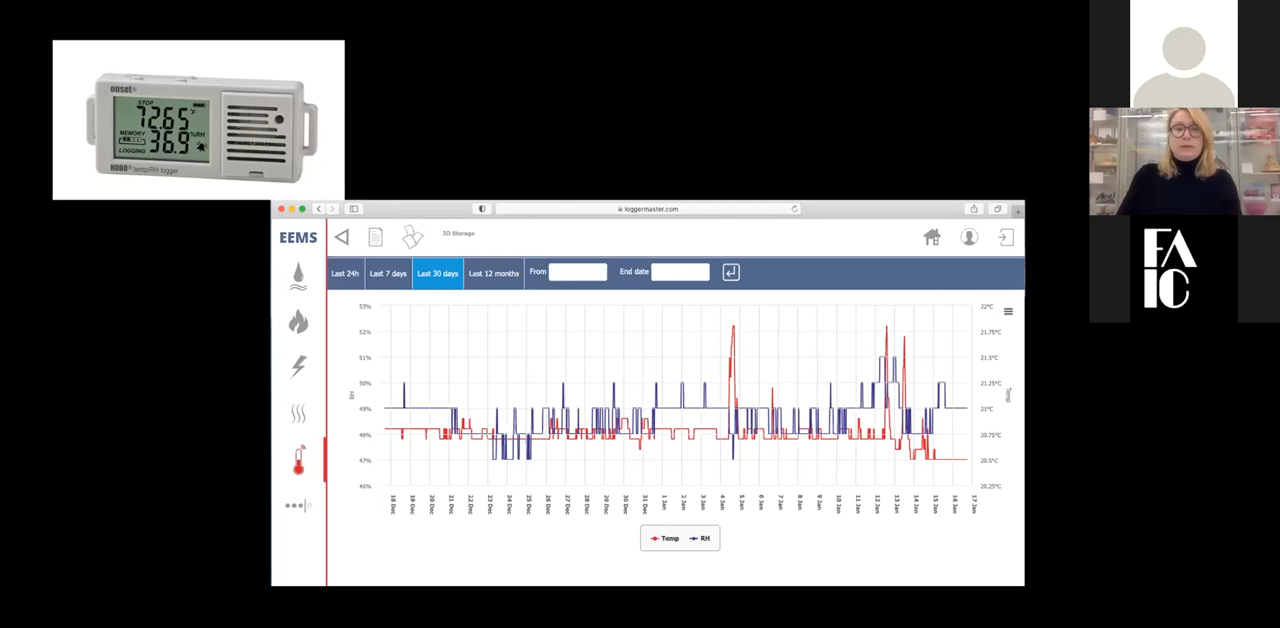 onset
STOP
72.65 °F
MEMORY
36.9 %RH
LOGGING
HOBO® temp/RH logger
loggermaster.com
EEMS
3D Storage
Last 24h
Last 7 days
Last 30 days
Last 12 months
From
End date
53%
52%
51%
50%
49%
48%
47%
46%
22°C
21.75°C
21.5°C
21.25°C
21°C
20.75°C
20.5°C
20.25°C
Temp
18 Dec
19 Dec
20 Dec
21 Dec
22 Dec
23 Dec
24 Dec
25 Dec
26 Dec
27 Dec
28 Dec
29 Dec
30 Dec
31 Dec
1 Jan
2 Jan
3 Jan
4 Jan
5 Jan
6 Jan
7 Jan
8 Jan
9 Jan
10 Jan
11 Jan
12 Jan
13 Jan
14 Jan
15 Jan
16 Jan
17 Jan
Temp
RH
FA
IC